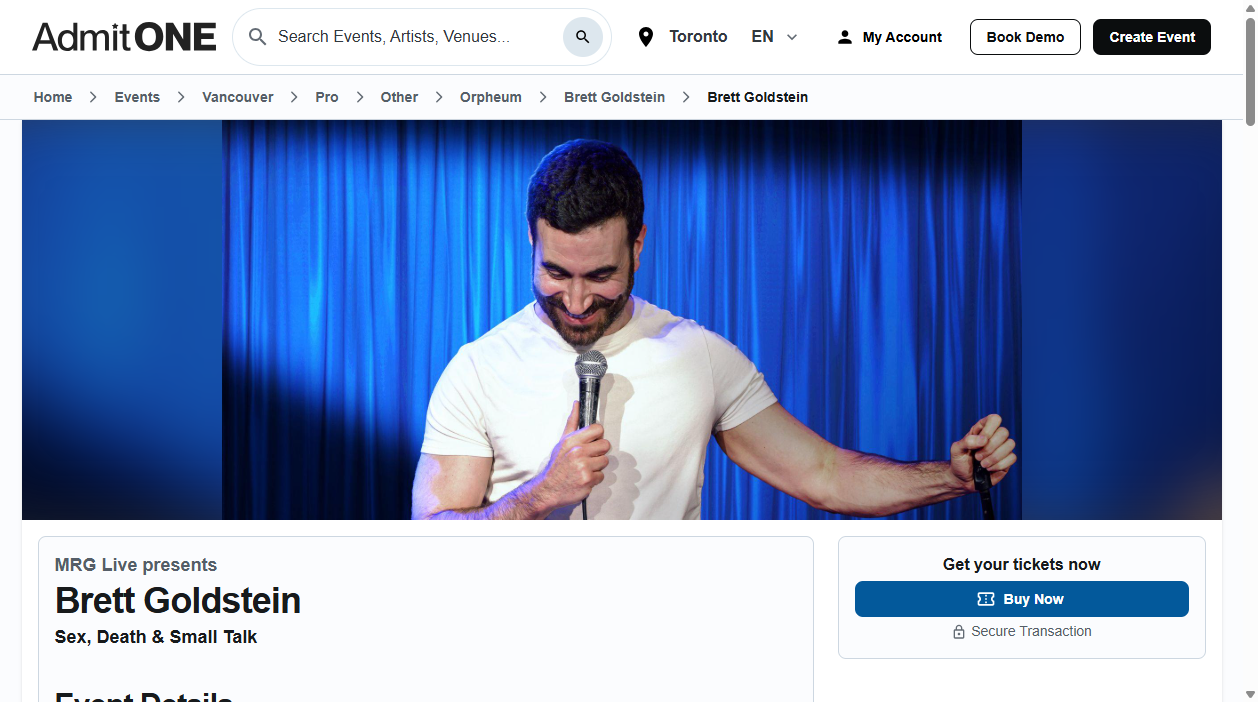 AdmitONE
Search Events, Artists, Venues...
Toronto
EN
My Account
Book Demo
Create Event
Home > Events > Vancouver > Pro > Other > Orpheum > Brett Goldstein > Brett Goldstein
MRG Live presents
Brett Goldstein
Sex, Death & Small Talk
Event Details
Get your tickets now
Buy Now
Secure Transaction